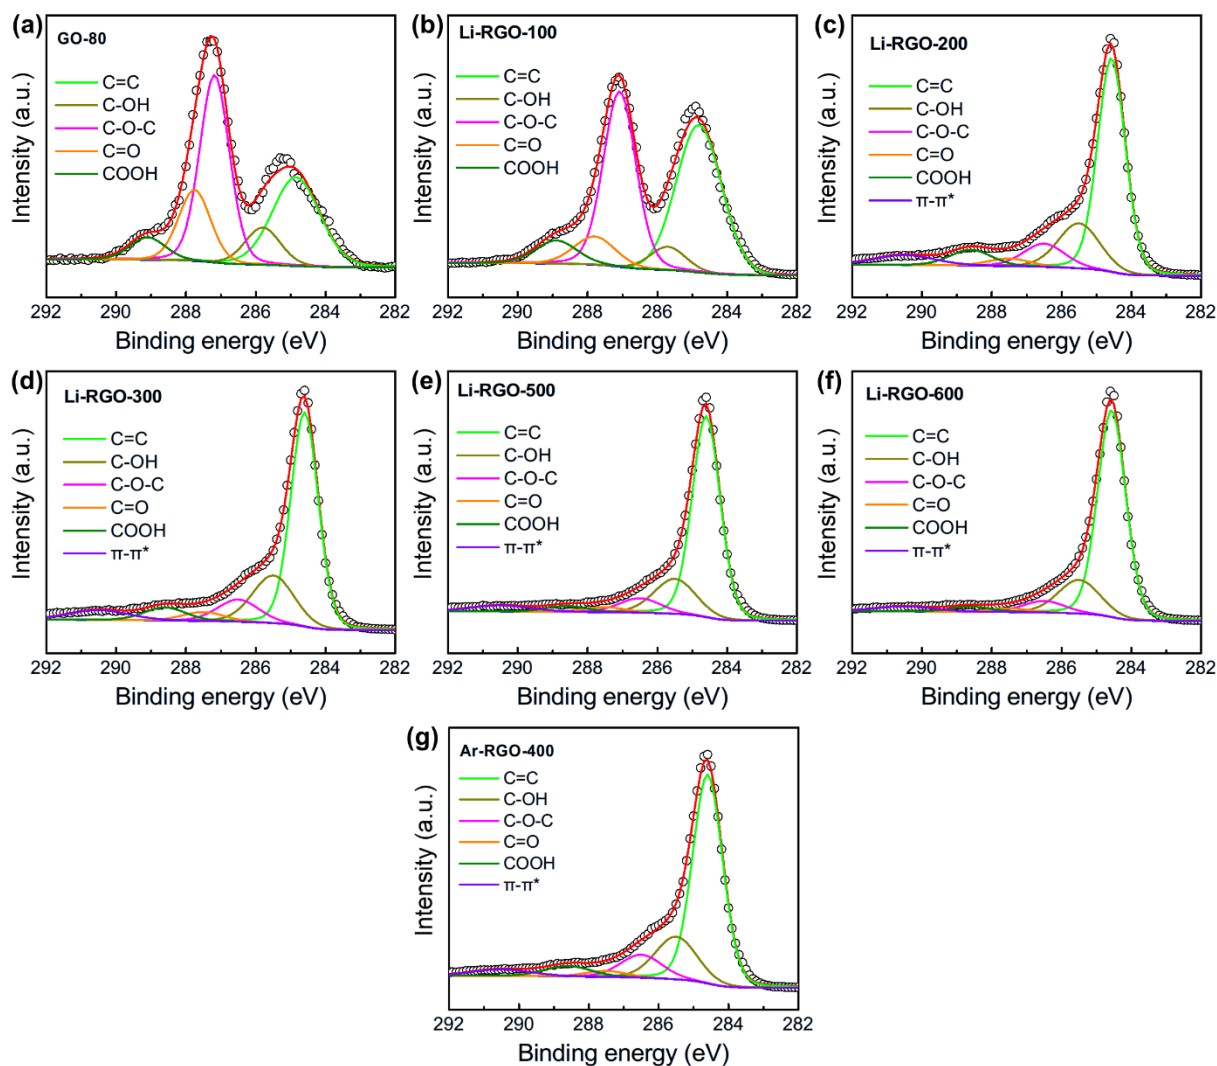 (a)
GO-80
C=C
C-OH
C-O-C
C=O
COOH
Intensity (a.u.)
292 290 288 286 284 282
Binding energy (eV)
(b)
Li-RGO-100
C=C
C-OH
C-O-C
C=O
COOH
Intensity (a.u.)
292 290 288 286 284 282
Binding energy (eV)
(c)
Li-RGO-200
C=C
C-OH
C-O-C
C=O
COOH
π-π*
Intensity (a.u.)
292 290 288 286 284 282
Binding energy (eV)
(d)
Li-RGO-300
C=C
C-OH
C-O-C
C=O
COOH
π-π*
Intensity (a.u.)
292 290 288 286 284 282
Binding energy (eV)
(e)
Li-RGO-500
C=C
C-OH
C-O-C
C=O
COOH
π-π*
Intensity (a.u.)
292 290 288 286 284 282
Binding energy (eV)
(f)
Li-RGO-600
C=C
C-OH
C-O-C
C=O
COOH
π-π*
Intensity (a.u.)
292 290 288 286 284 282
Binding energy (eV)
(g)
Ar-RGO-400
C=C
C-OH
C-O-C
C=O
COOH
π-π*
Intensity (a.u.)
292 290 288 286 284 282
Binding energy (eV)